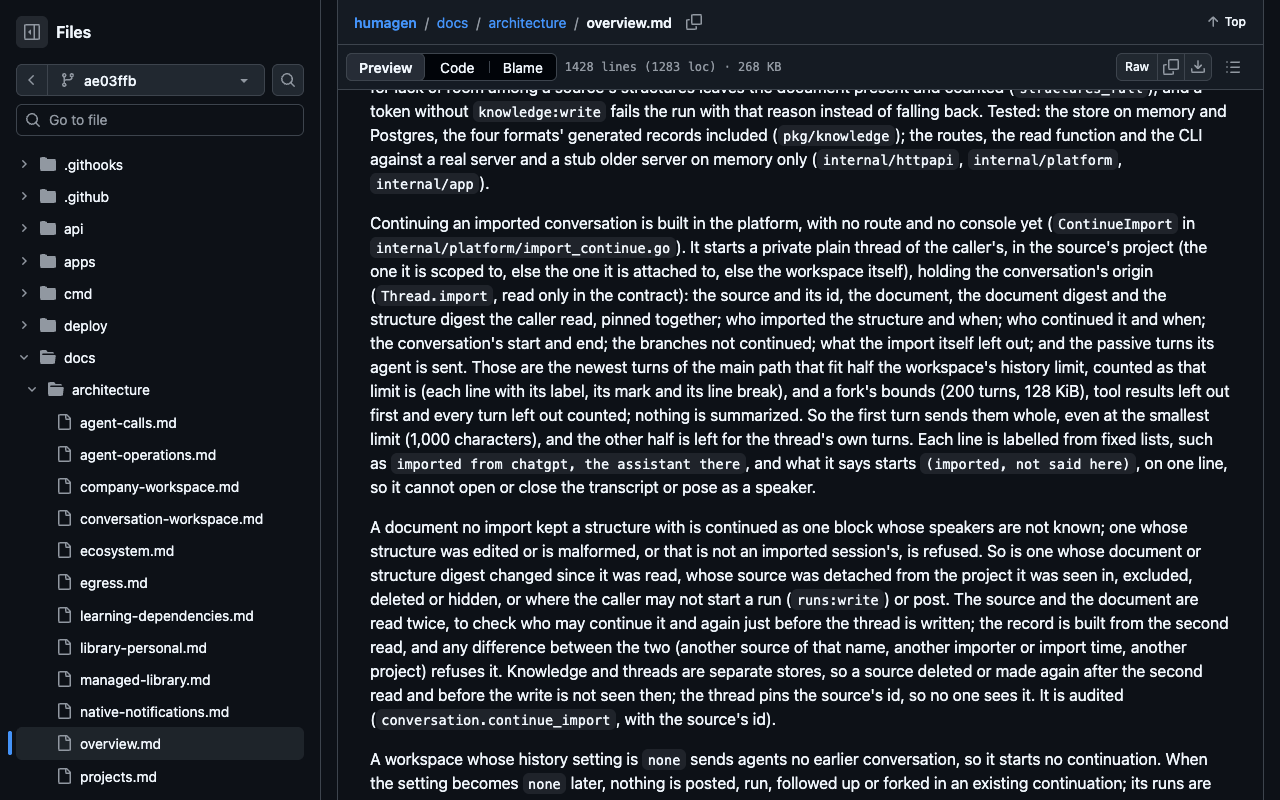 Files
humagen / docs / architecture / overview.md
Top
ae03ffb
Go to file
.githooks
.github
api
apps
cmd
deploy
docs
architecture
agent-calls.md
agent-operations.md
company-workspace.md
conversation-workspace.md
ecosystem.md
egress.md
learning-dependencies.md
library-personal.md
managed-library.md
native-notifications.md
overview.md
projects.md
Preview Code Blame 1428 lines (1283 loc) · 268 KB Raw
for lack of room among a source's structures leaves the document present and counted ( structures_full ), and a
token without knowledge:write fails the run with that reason instead of falling back. Tested: the store on memory and
Postgres, the four formats' generated records included ( pkg/knowledge ); the routes, the read function and the CLI
against a real server and a stub older server on memory only ( internal/httpapi , internal/platform ,
internal/app ).
Continuing an imported conversation is built in the platform, with no route and no console yet ( ContinueImport in
internal/platform/import_continue.go ). It starts a private plain thread of the caller's, in the source's project (the
one it is scoped to, else the one it is attached to, else the workspace itself), holding the conversation's origin
( Thread.import , read only in the contract): the source and its id, the document, the document digest and the
structure digest the caller read, pinned together; who imported the structure and when; who continued it and when;
the conversation's start and end; the branches not continued; what the import itself left out; and the passive turns its
agent is sent. Those are the newest turns of the main path that fit half the workspace's history limit, counted as that
limit is (each line with its label, its mark and its line break), and a fork's bounds (200 turns, 128 KiB), tool results left out
first and every turn left out counted; nothing is summarized. So the first turn sends them whole, even at the smallest
limit (1,000 characters), and the other half is left for the thread's own turns. Each line is labelled from fixed lists, such
as imported from chatgpt, the assistant there , and what it says starts (imported, not said here) , on one line,
so it cannot open or close the transcript or pose as a speaker.
A document no import kept a structure with is continued as one block whose speakers are not known; one whose
structure was edited or is malformed, or that is not an imported session's, is refused. So is one whose document or
structure digest changed since it was read, whose source was detached from the project it was seen in, excluded,
deleted or hidden, or where the caller may not start a run ( runs:write ) or post. The source and the document are
read twice, to check who may continue it and again just before the thread is written; the record is built from the second
read, and any difference between the two (another source of that name, another importer or import time, another
project) refuses it. Knowledge and threads are separate stores, so a source deleted or made again after the second
read and before the write is not seen then; the thread pins the source's id, so no one sees it. It is audited
( conversation.continue_import , with the source's id).
A workspace whose history setting is none sends agents no earlier conversation, so it starts no continuation. When
the setting becomes none later, nothing is posted, run, followed up or forked in an existing continuation; its runs are